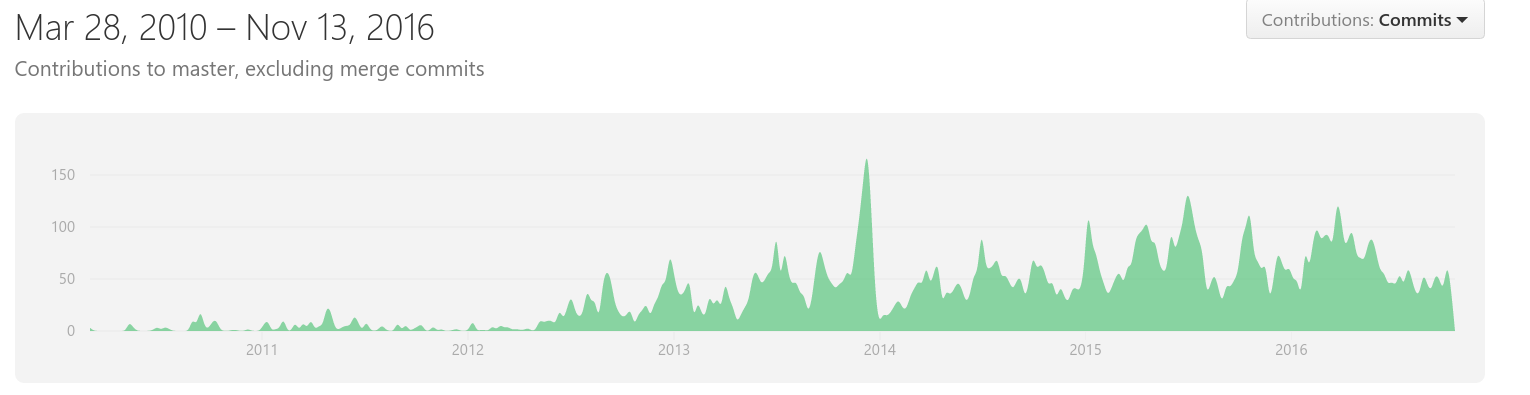 Mar 28, 2010 – Nov 13, 2016
Contributions: Commits
Contributions to master, excluding merge commits
150
100
50
0
2011 2012 2013 2014 2015 2016